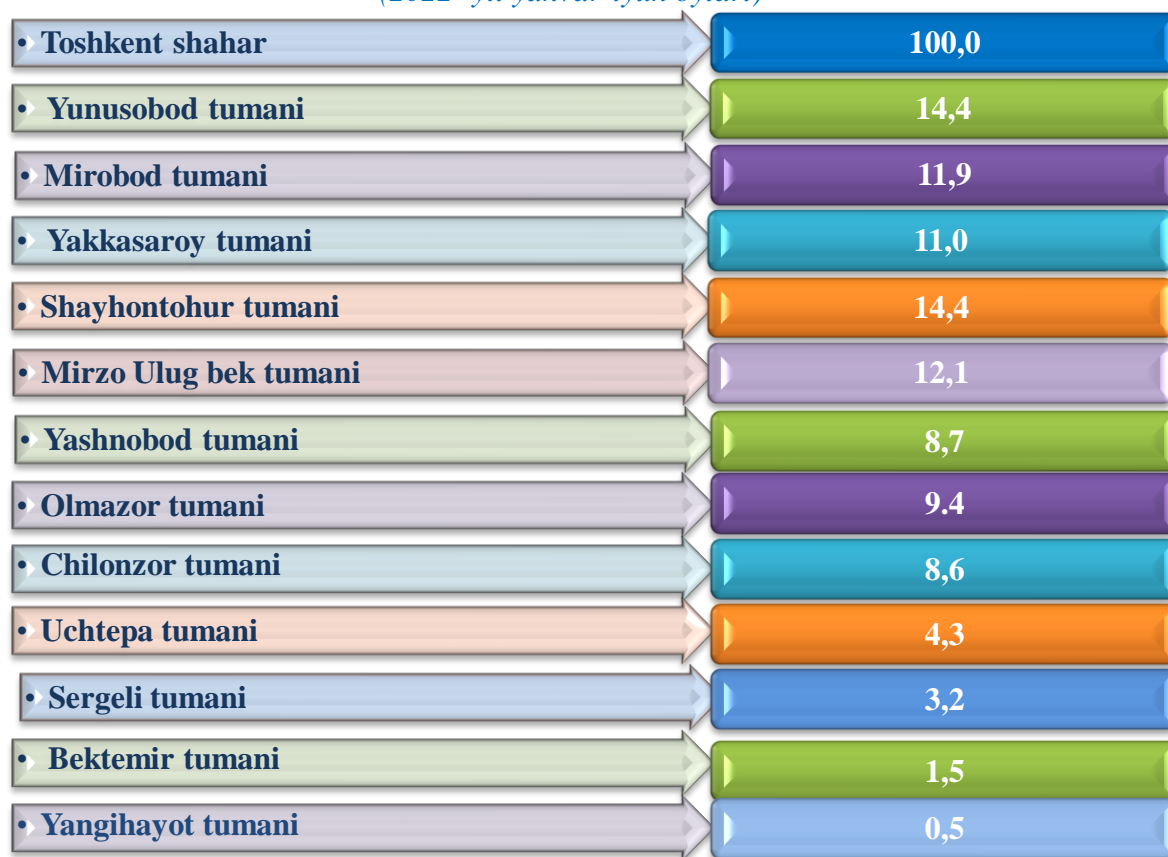 • Toshkent shahar 100,0
• Yunusobod tumani 14,4
• Mirobod tumani 11,9
• Yakkasaroy tumani 11,0
• Shayhontohur tumani 14,4
• Mirzo Ulug bek tumani 12,1
• Yashnobod tumani 8,7
• Olmazor tumani 9.4
• Chilonzor tumani 8,6
• Uchtepa tumani 4,3
• Sergeli tumani 3,2
• Bektemir tumani 1,5
• Yangihayot tumani 0,5